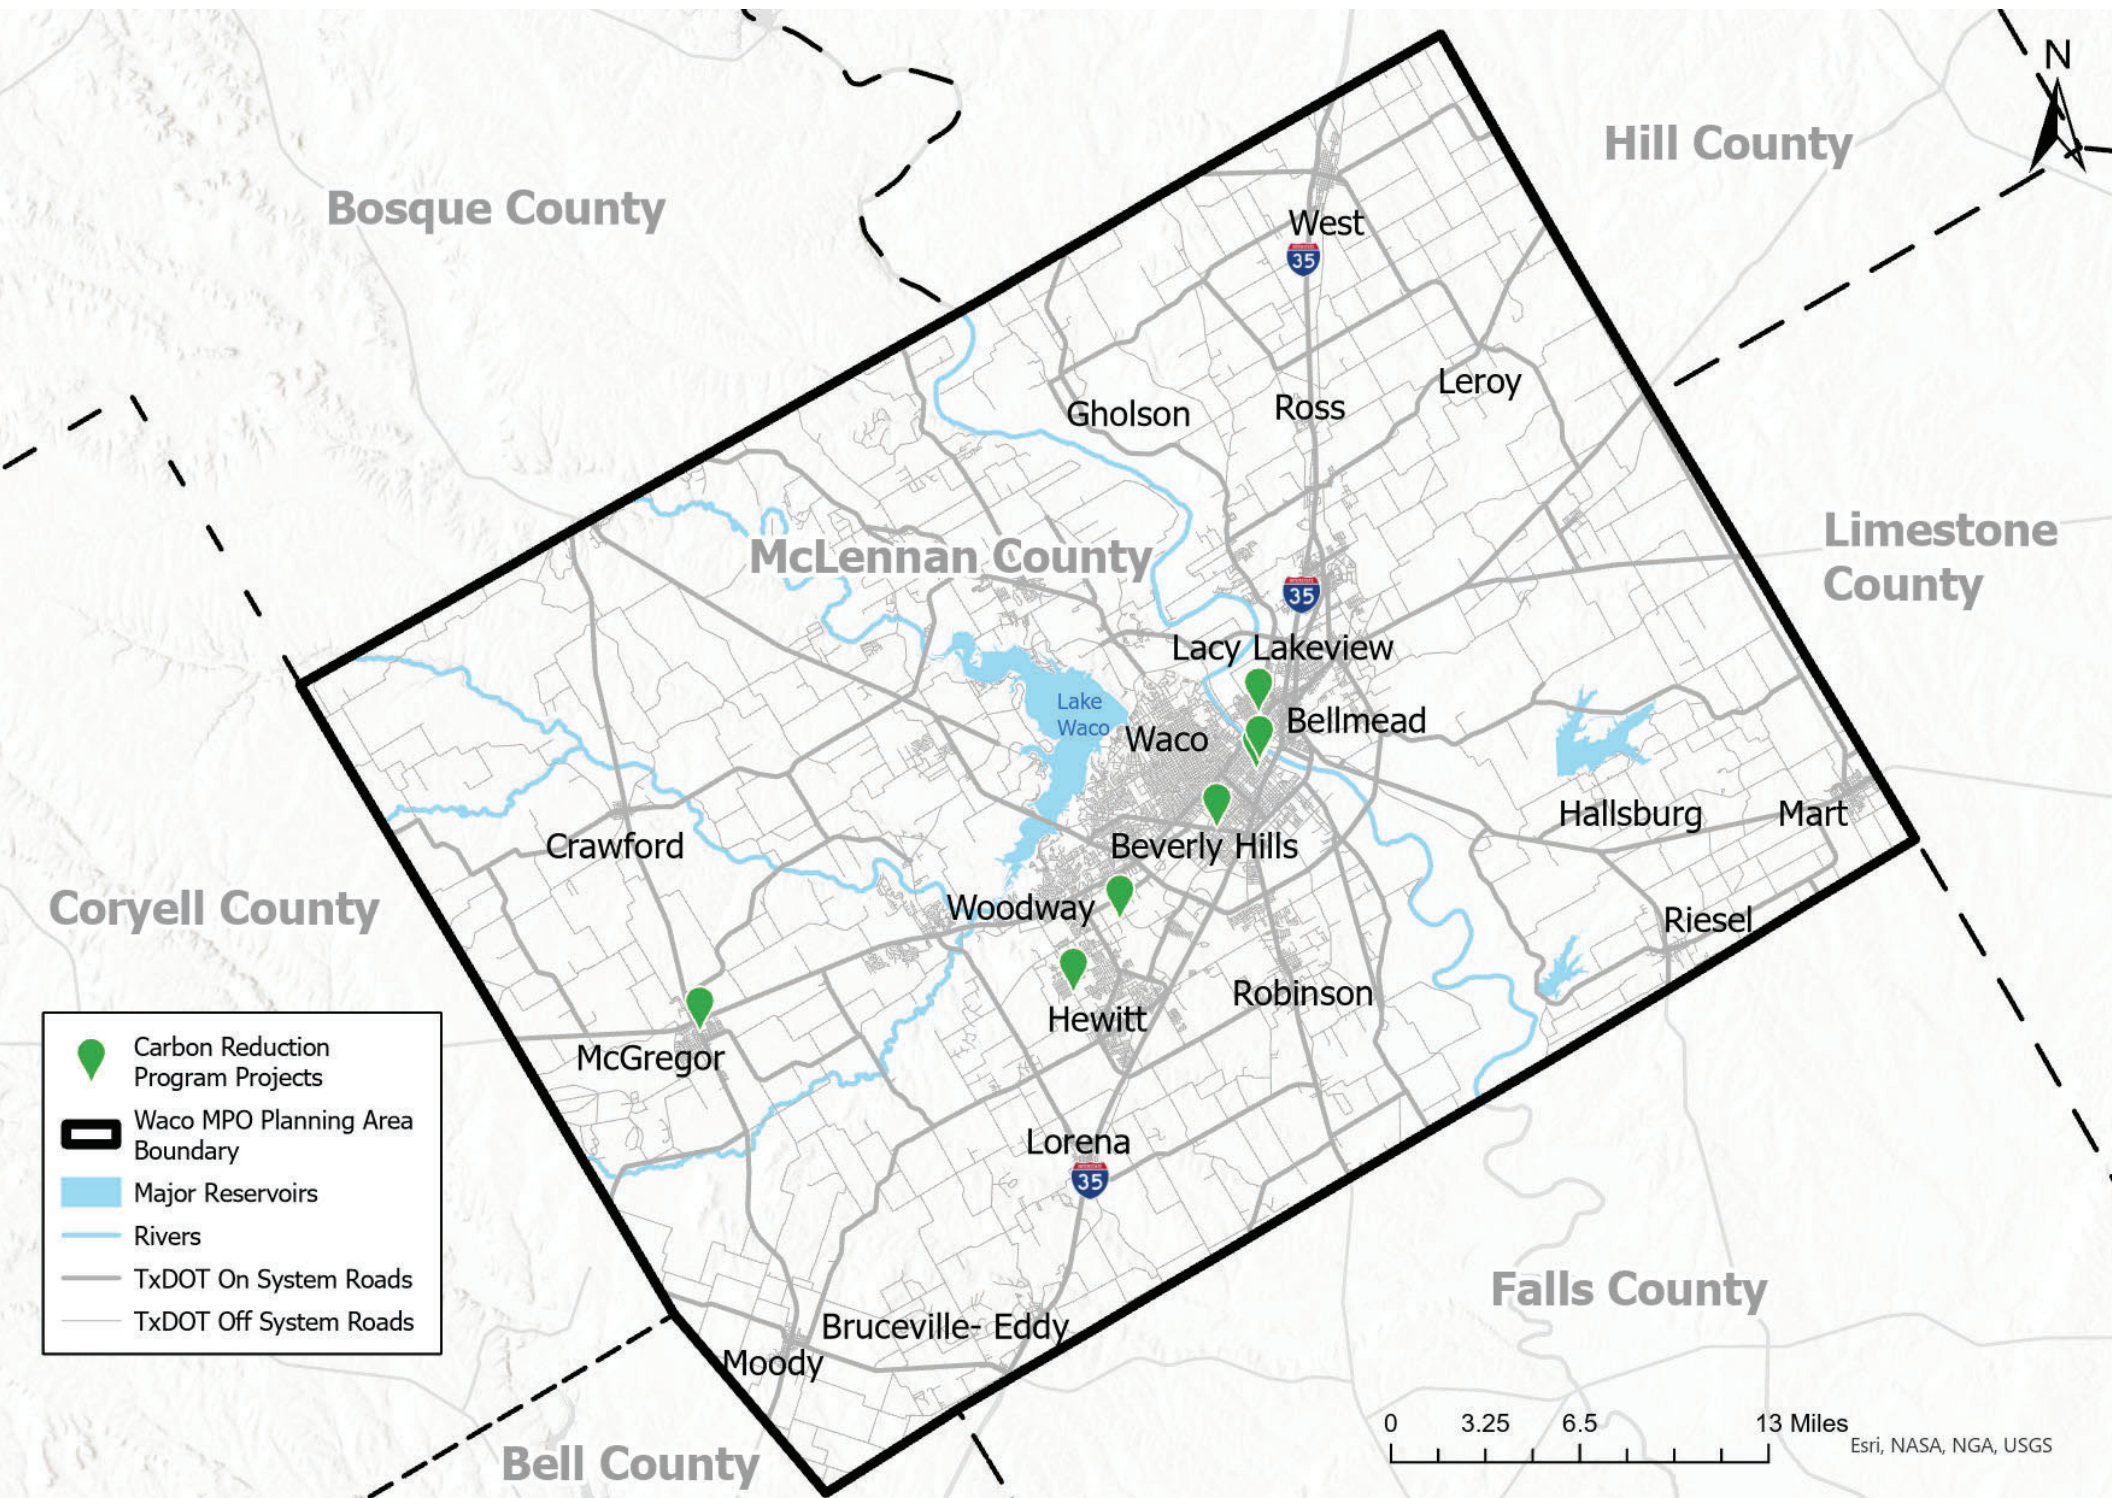 N
Hill County
Bosque County
West
INTERSTATE
35
Leroy
Ross
Gholson
Limestone
County
McLennan County
INTERSTATE
35
Lacy Lakeview
Lake
Waco
Bellmead
Waco
Hallsburg
Mart
Crawford
Beverly Hills
Coryell County
Woodway
Riesel
Robinson
Hewitt
McGregor
Carbon Reduction
Program Projects
Waco MPO Planning Area
Boundary
Major Reservoirs
Rivers
TxDOT On System Roads
TxDOT Off System Roads
Lorena
INTERSTATE
35
Falls County
Bruceville- Eddy
Moody
Bell County
0 3.25 6.5 13 Miles
Esri, NASA, NGA, USGS